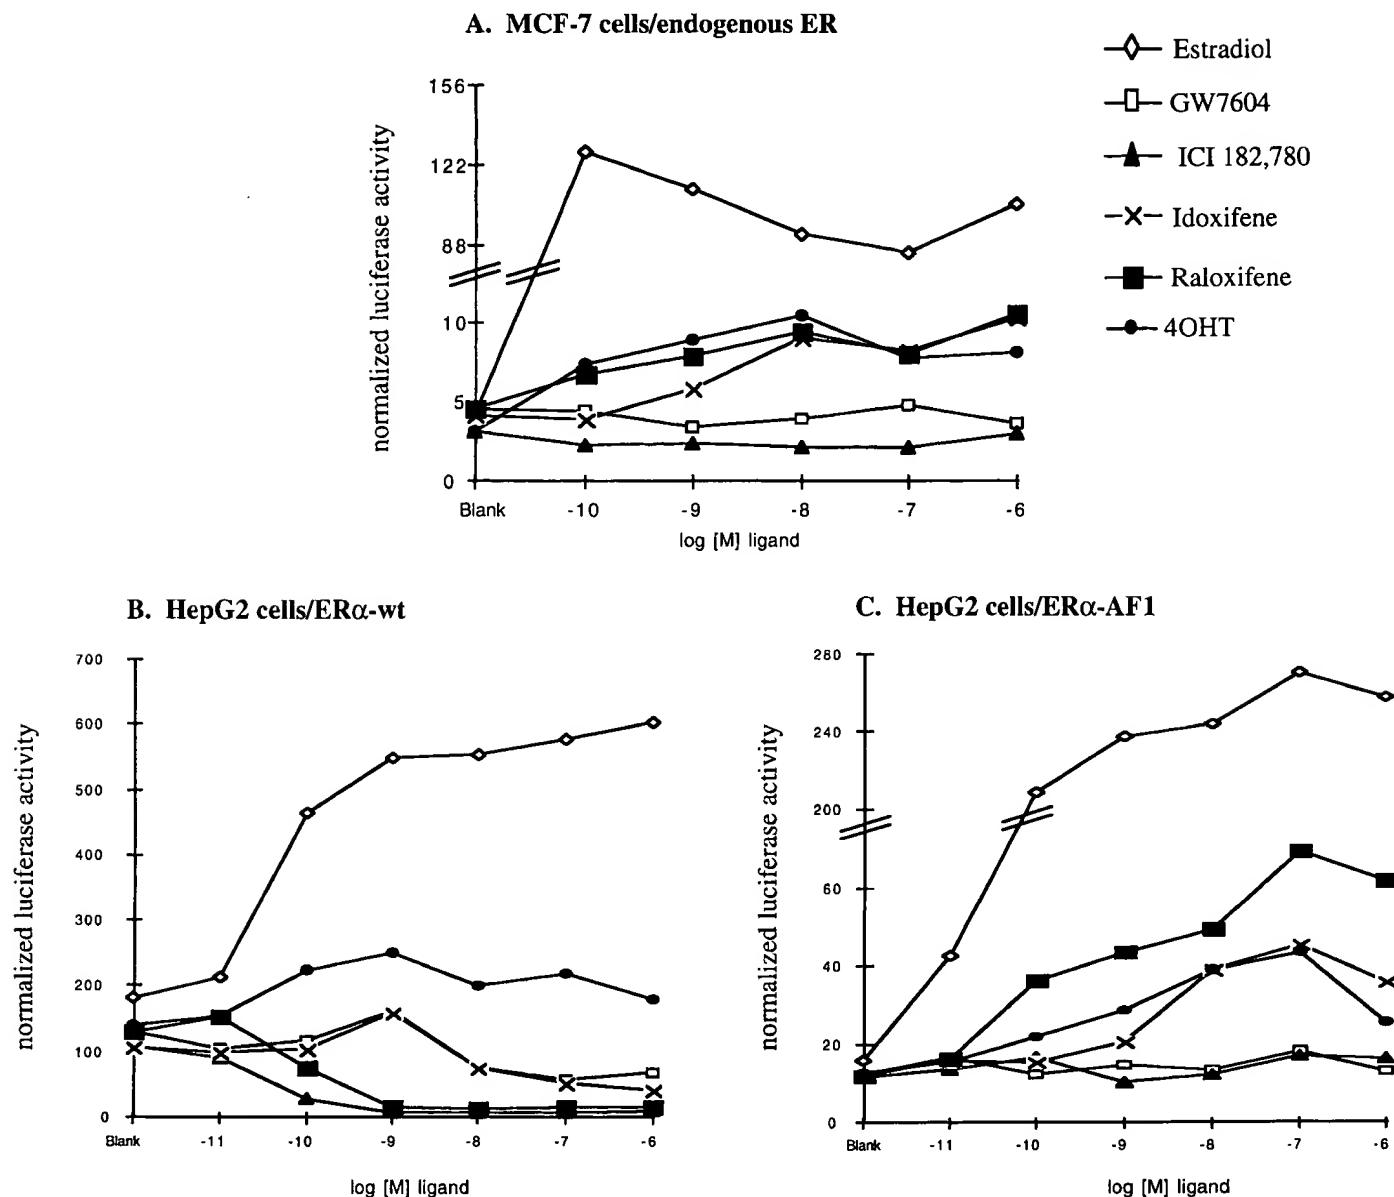 A. MCF-7 cells/endogenous ER
Estradiol
GW7604
ICI 182,780
Idoxifene
Raloxifene
4OHT
normalized luciferase activity
156
122
88
10
5
0
Blank -10 -9 -8 -7 -6
log [M] ligand
B. HepG2 cells/ERα-wt
normalized luciferase activity
700
600
500
400
300
200
100
0
Blank -11 -10 -9 -8 -7 -6
log [M] ligand
C. HepG2 cells/ERα-AF1
normalized luciferase activity
280
240
200
60
40
20
0
Blank -11 -10 -9 -8 -7 -6
log [M] ligand